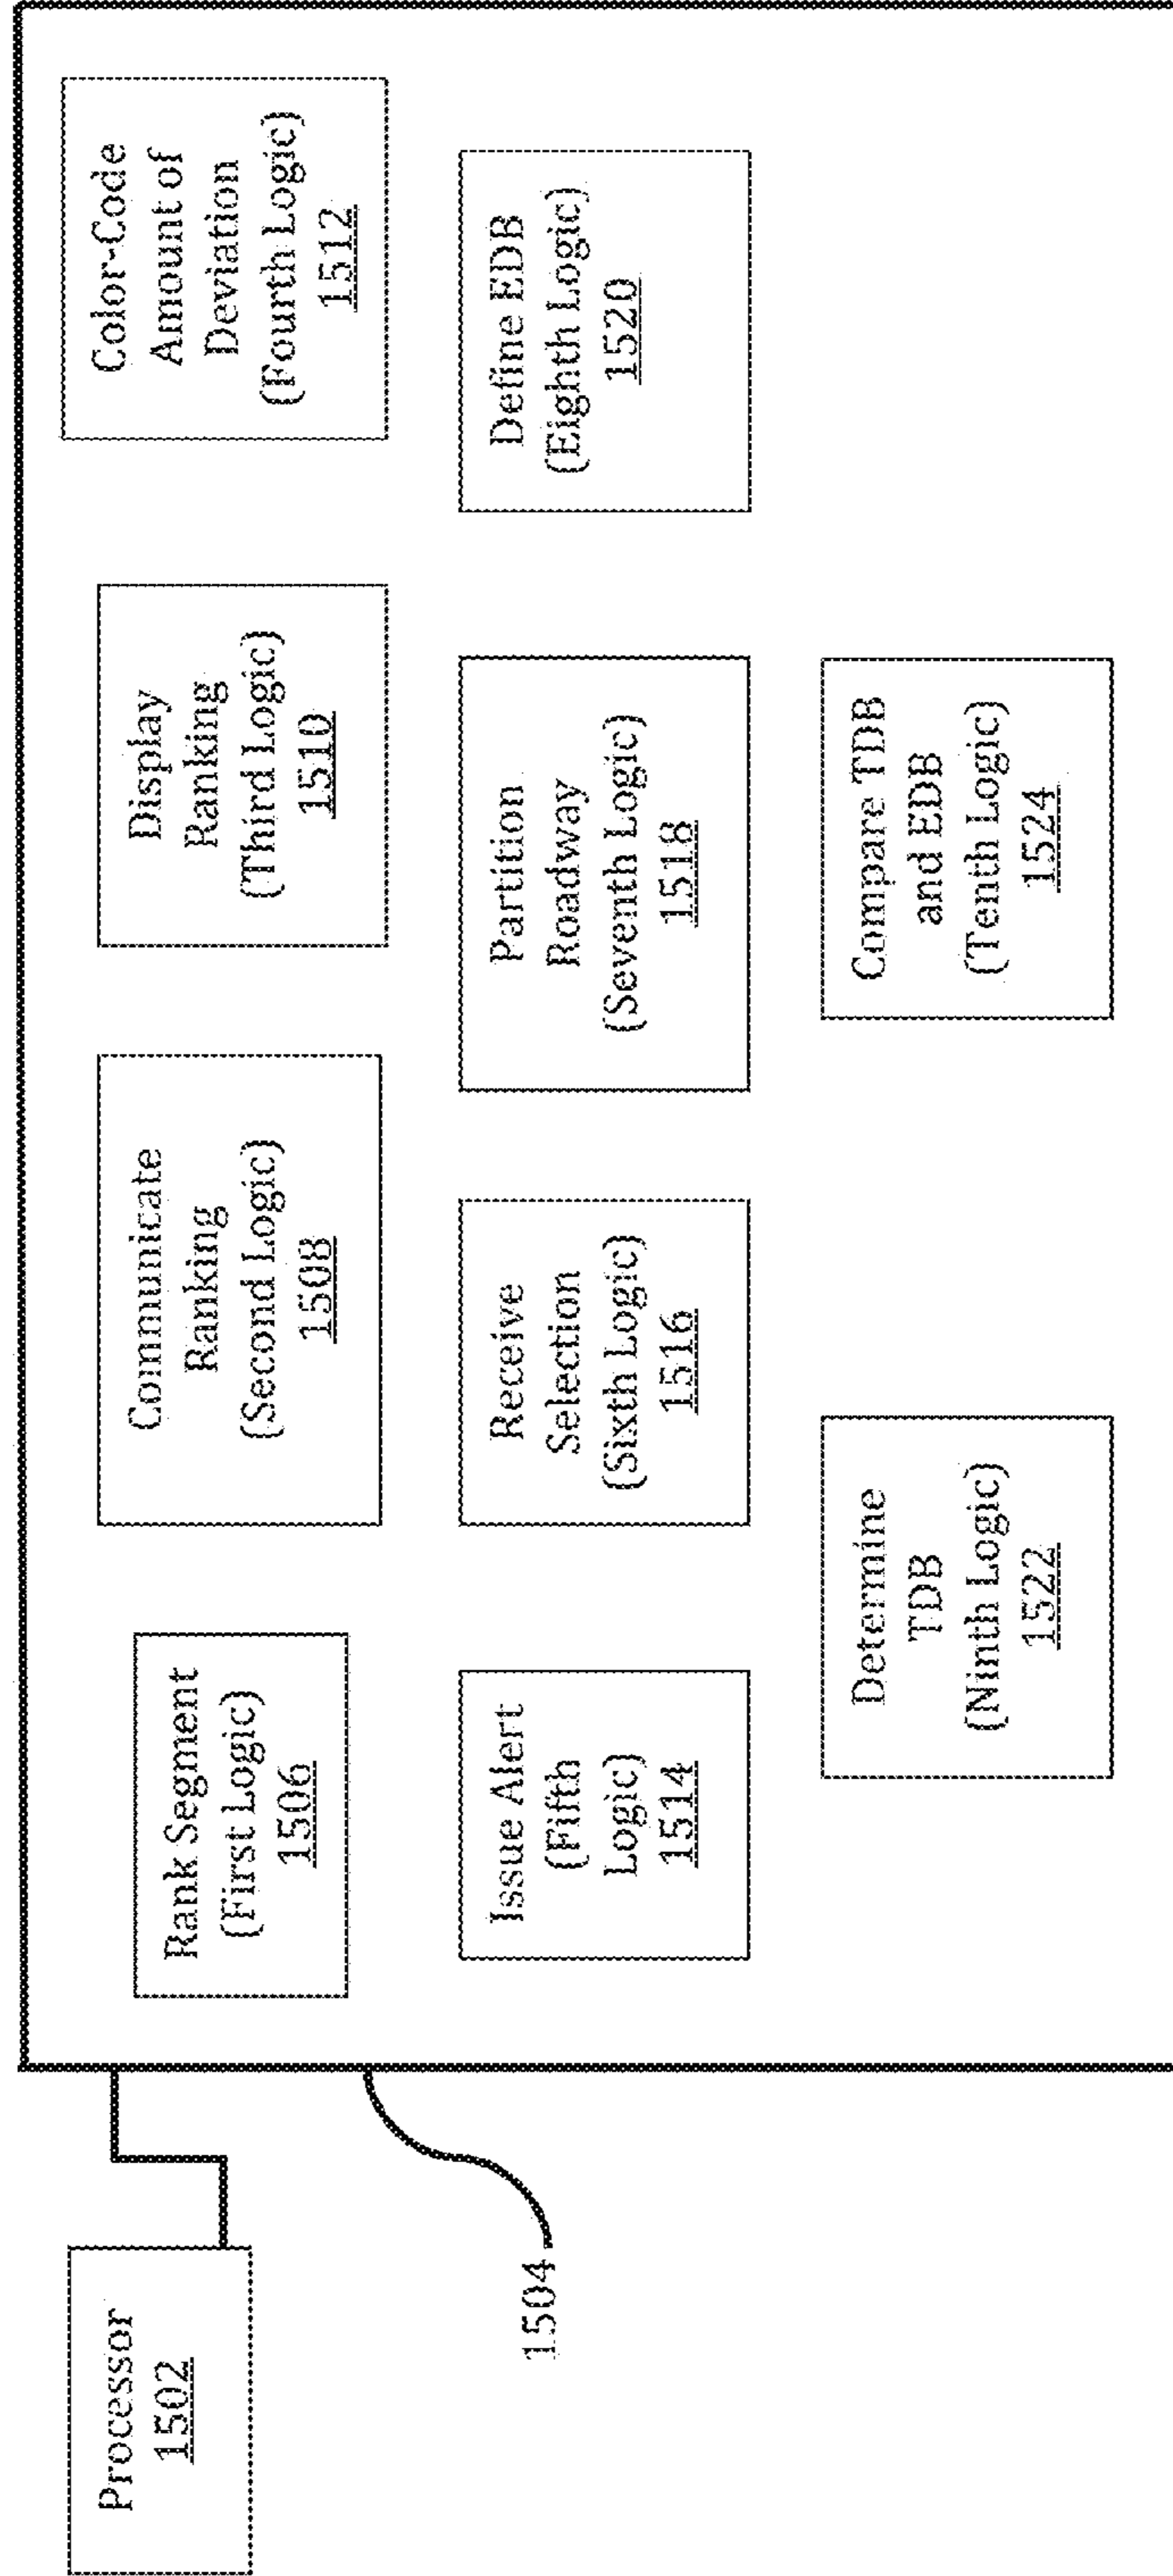 Processor
1502
1504
Rank Segment
(First Logic)
1506
Communicate
Ranking
(Second Logic)
1508
Display
Ranking
(Third Logic)
1510
Color-Code
Amount of
Deviation
(Fourth Logic)
1512
Issue Alert
(Fifth
Logic)
1514
Receive
Selection
(Sixth Logic)
1516
Partition
Roadway
(Seventh Logic)
1518
Define EDB
(Eighth Logic)
1520
Determine
TDB
(Ninth Logic)
1522
Compare TDB
and EDB
(Tenth Logic)
1524